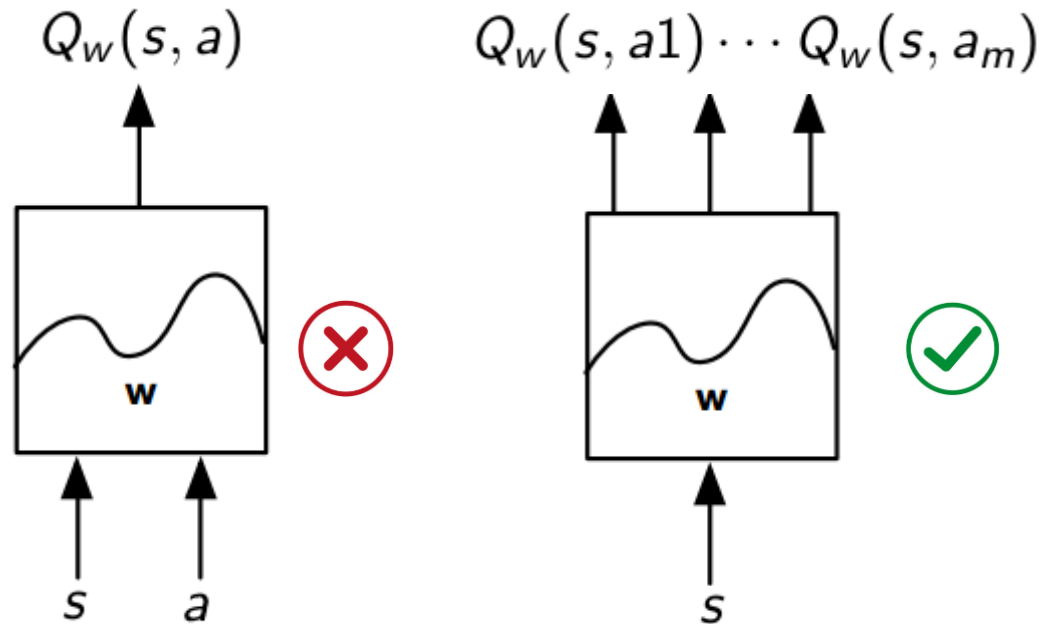 Q_w(s, a)
Q_w(s, a1) ··· Q_w(s, a_m)
w
w
s a
s